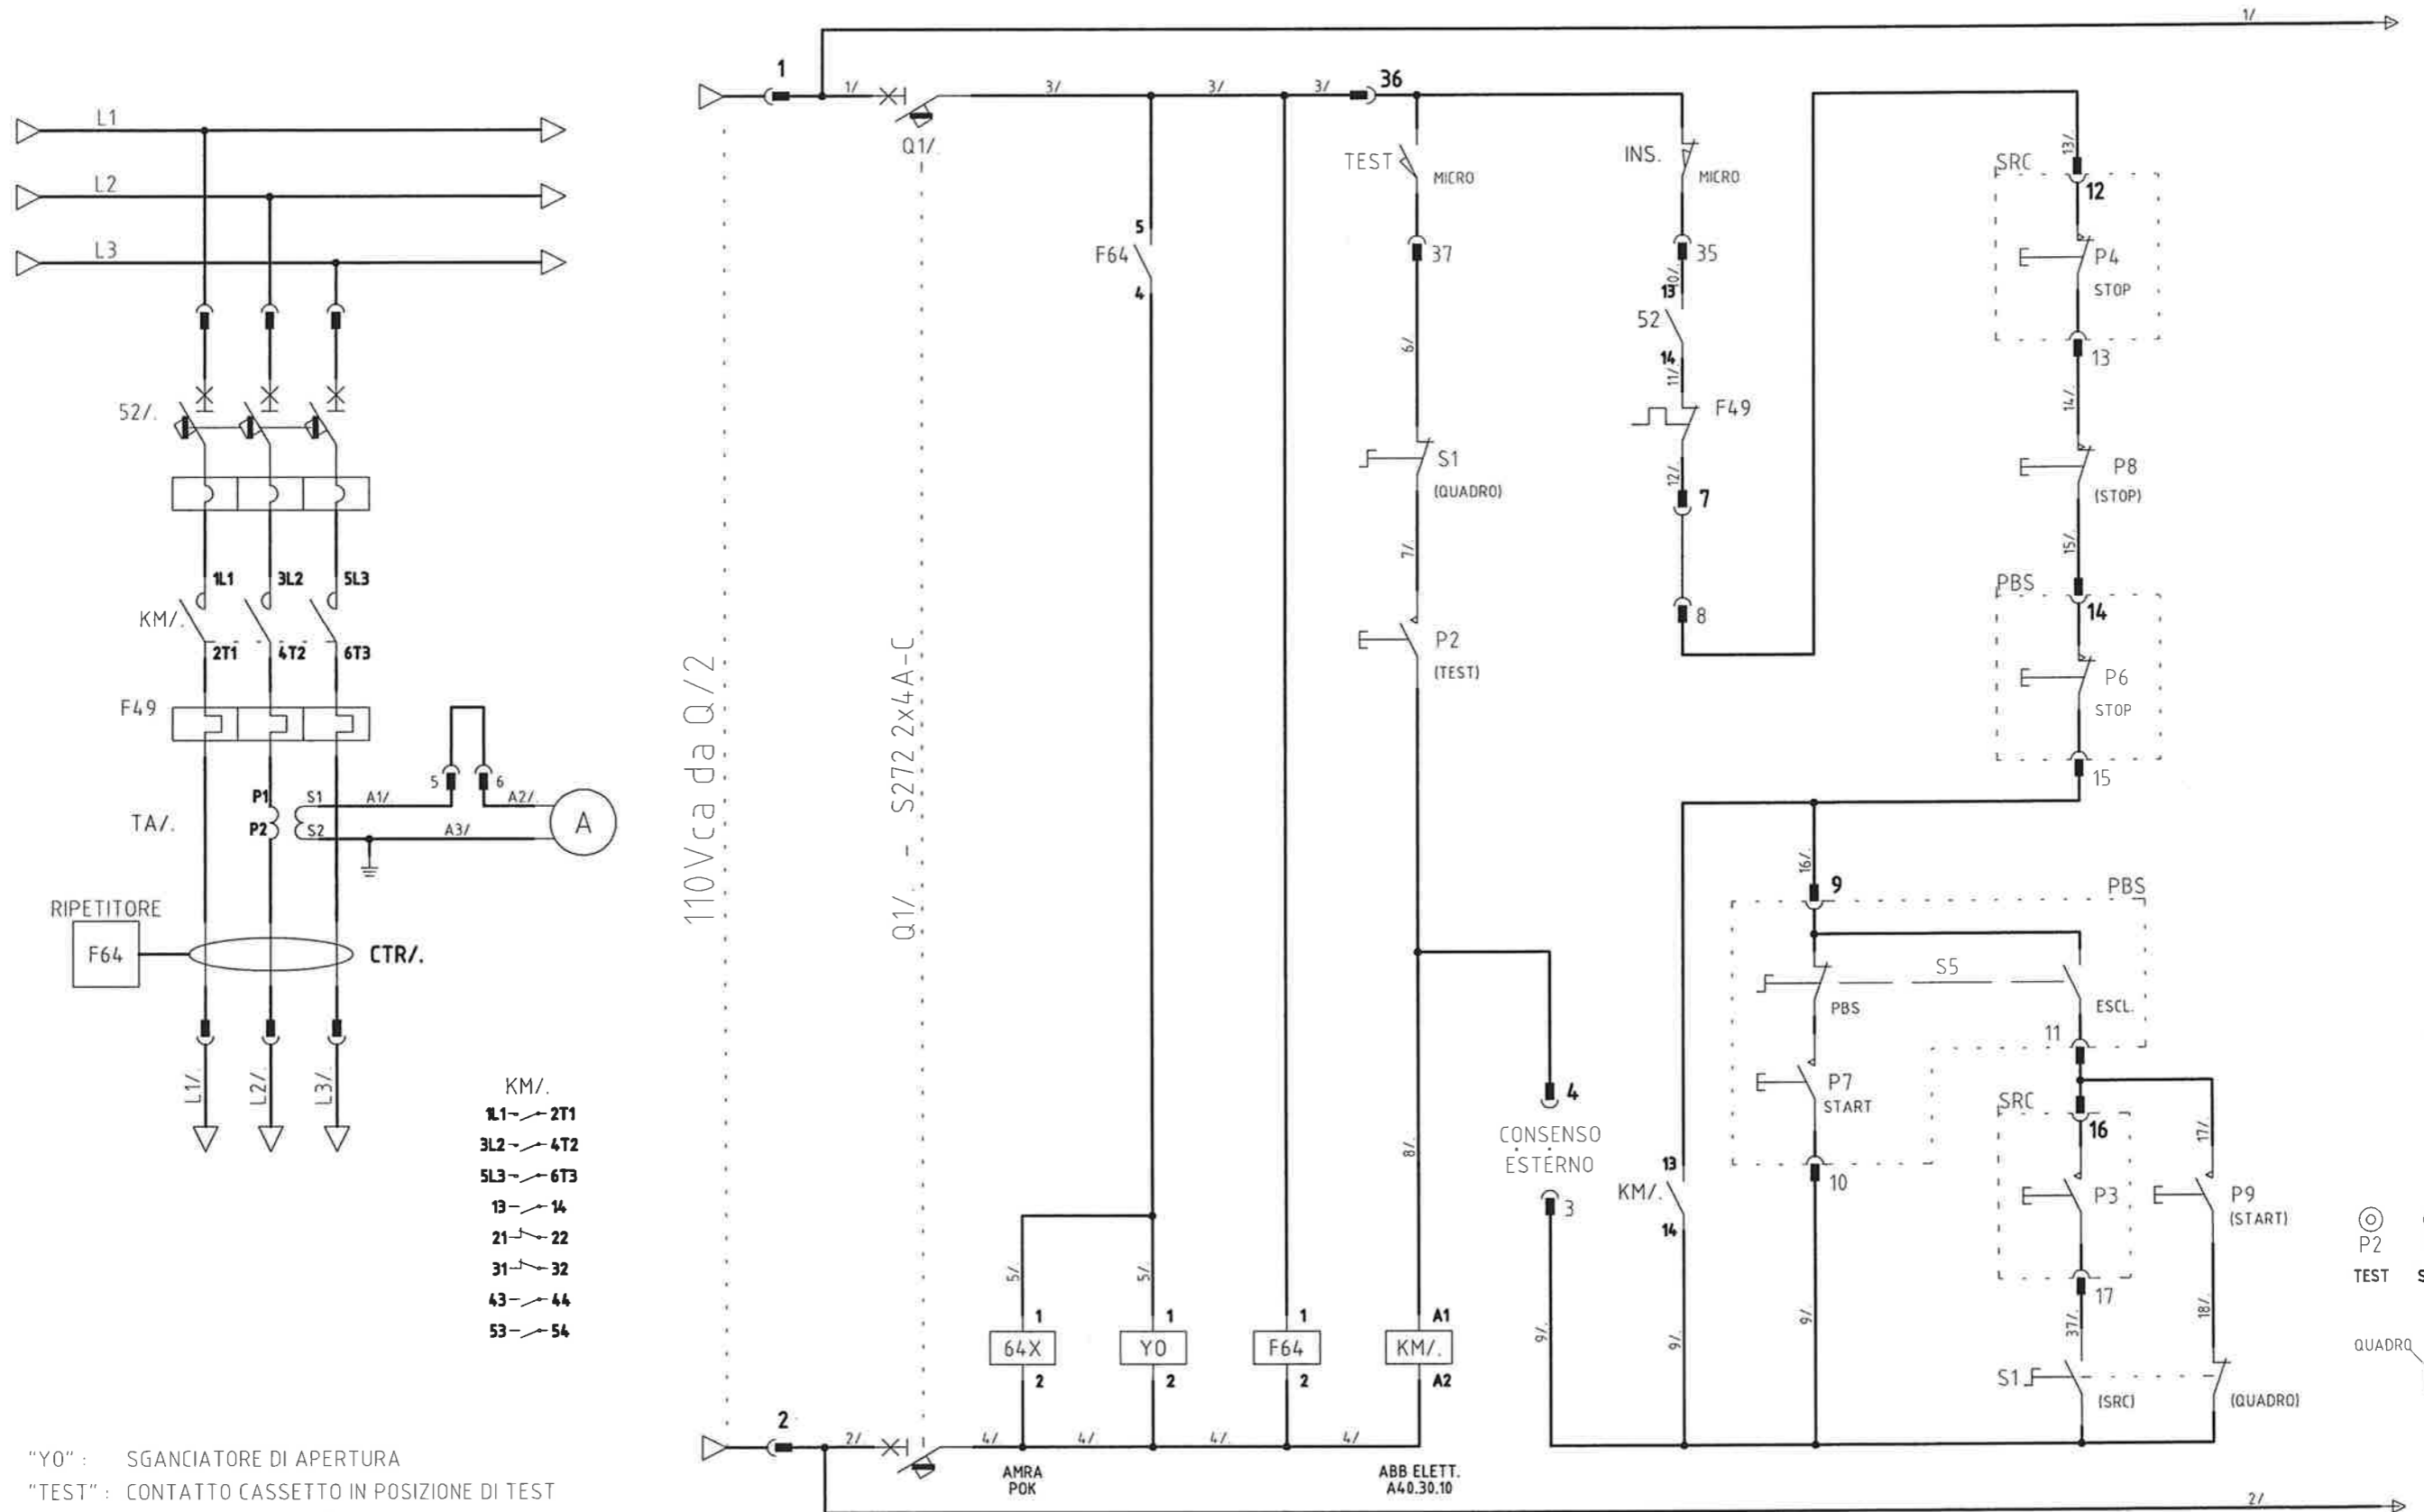 1/
1
1/
Q1/.
3/
3/
3/
36
L1
L2
L3
52/.
1L1
3L2
5L3
KM/.
2T1
4T2
6T3
F49
TA/.
P1
P2
S1
S2
A1/
A2/.
A3/
5
6
A
RIPETITORE
F64
CTR/.
L1/.
L2/.
L3/.
KM/.
1L1 2T1
3L2 4T2
5L3 6T3
13 14
21 22
31 32
43 44
53 54
110Vca da Q/2
Q1/. - S272 2x4A-C
5
F64
4
TEST
MICRO
37
6/
S1
(QUADRO)
7/.
P2
(TEST)
8/.
INS.
MICRO
35
10/.
13
52
14
11/.
F49
12/.
7
8
13/.
SRC
12
P4
STOP
13
14/.
P8
(STOP)
15/.
PBS
14
P6
STOP
15
16/.
9
PBS
S5
PBS
ESCL.
11
P7
START
10
SRC
16
17/.
P3
P9
(START)
17
37/.
18/.
S1
(SRC)
(QUADRO)
4
CONSENSO
ESTERNO
3
13
KM/.
14
9/.
9/.
9/.
P2
TEST
QUADRO
5/.
5/.
1
64X
2
1
YO
2
1
F64
2
A1
KM/.
A2
2
2/
4/
4/
4/
4/
AMRA
POK
ABB ELETT.
A40.30.10
2/
"YO" : SGANCIATORE DI APERTURA
"TEST" : CONTATTO CASSETTO IN POSIZIONE DI TEST